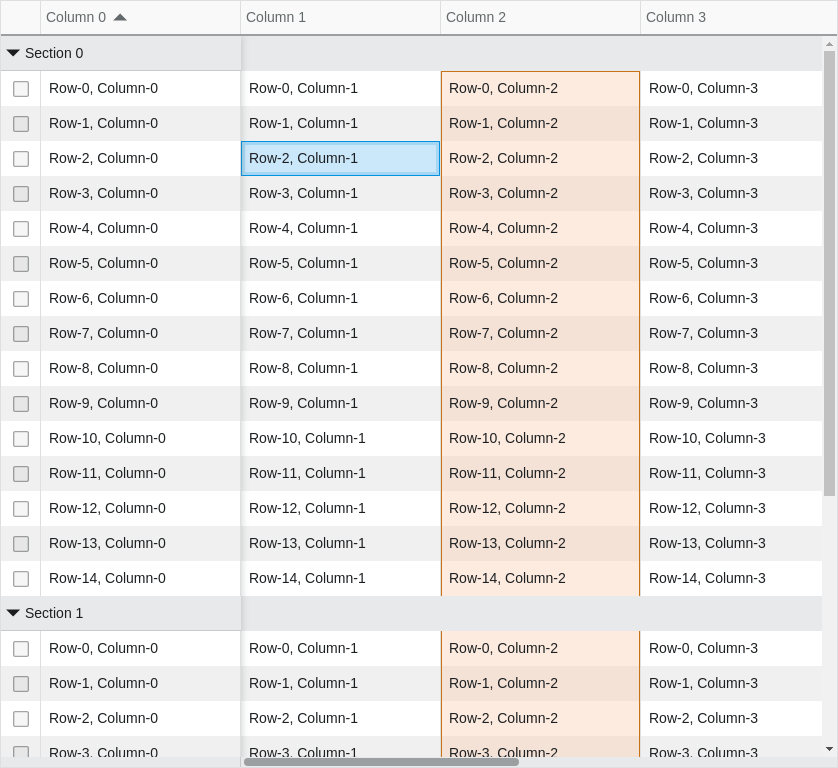 Column 0 Column 1 Column 2 Column 3
Section 0
Row-0, Column-0 Row-0, Column-1 Row-0, Column-2 Row-0, Column-3
Row-1, Column-0 Row-1, Column-1 Row-1, Column-2 Row-1, Column-3
Row-2, Column-0 Row-2, Column-1 Row-2, Column-2 Row-2, Column-3
Row-3, Column-0 Row-3, Column-1 Row-3, Column-2 Row-3, Column-3
Row-4, Column-0 Row-4, Column-1 Row-4, Column-2 Row-4, Column-3
Row-5, Column-0 Row-5, Column-1 Row-5, Column-2 Row-5, Column-3
Row-6, Column-0 Row-6, Column-1 Row-6, Column-2 Row-6, Column-3
Row-7, Column-0 Row-7, Column-1 Row-7, Column-2 Row-7, Column-3
Row-8, Column-0 Row-8, Column-1 Row-8, Column-2 Row-8, Column-3
Row-9, Column-0 Row-9, Column-1 Row-9, Column-2 Row-9, Column-3
Row-10, Column-0 Row-10, Column-1 Row-10, Column-2 Row-10, Column-3
Row-11, Column-0 Row-11, Column-1 Row-11, Column-2 Row-11, Column-3
Row-12, Column-0 Row-12, Column-1 Row-12, Column-2 Row-12, Column-3
Row-13, Column-0 Row-13, Column-1 Row-13, Column-2 Row-13, Column-3
Row-14, Column-0 Row-14, Column-1 Row-14, Column-2 Row-14, Column-3
Section 1
Row-0, Column-0 Row-0, Column-1 Row-0, Column-2 Row-0, Column-3
Row-1, Column-0 Row-1, Column-1 Row-1, Column-2 Row-1, Column-3
Row-2, Column-0 Row-2, Column-1 Row-2, Column-2 Row-2, Column-3
Row-3, Column-0 Row-3, Column-1 Row-3, Column-2 Row-3, Column-3